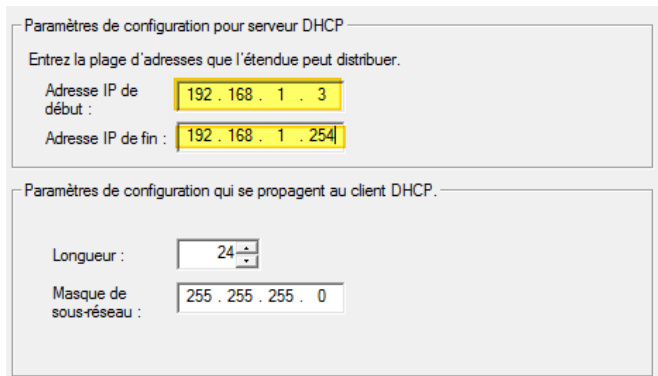 Paramètres de configuration pour serveur DHCP
Entrez la plage d'adresses que l'étendue peut distribuer.
Adresse IP de
début :
192 . 168 . 1 . 3
Adresse IP de fin :
192 . 168 . 1 . 254
Paramètres de configuration qui se propagent au client DHCP.
Longueur :
24
Masque de
sous-réseau :
255 . 255 . 255 . 0